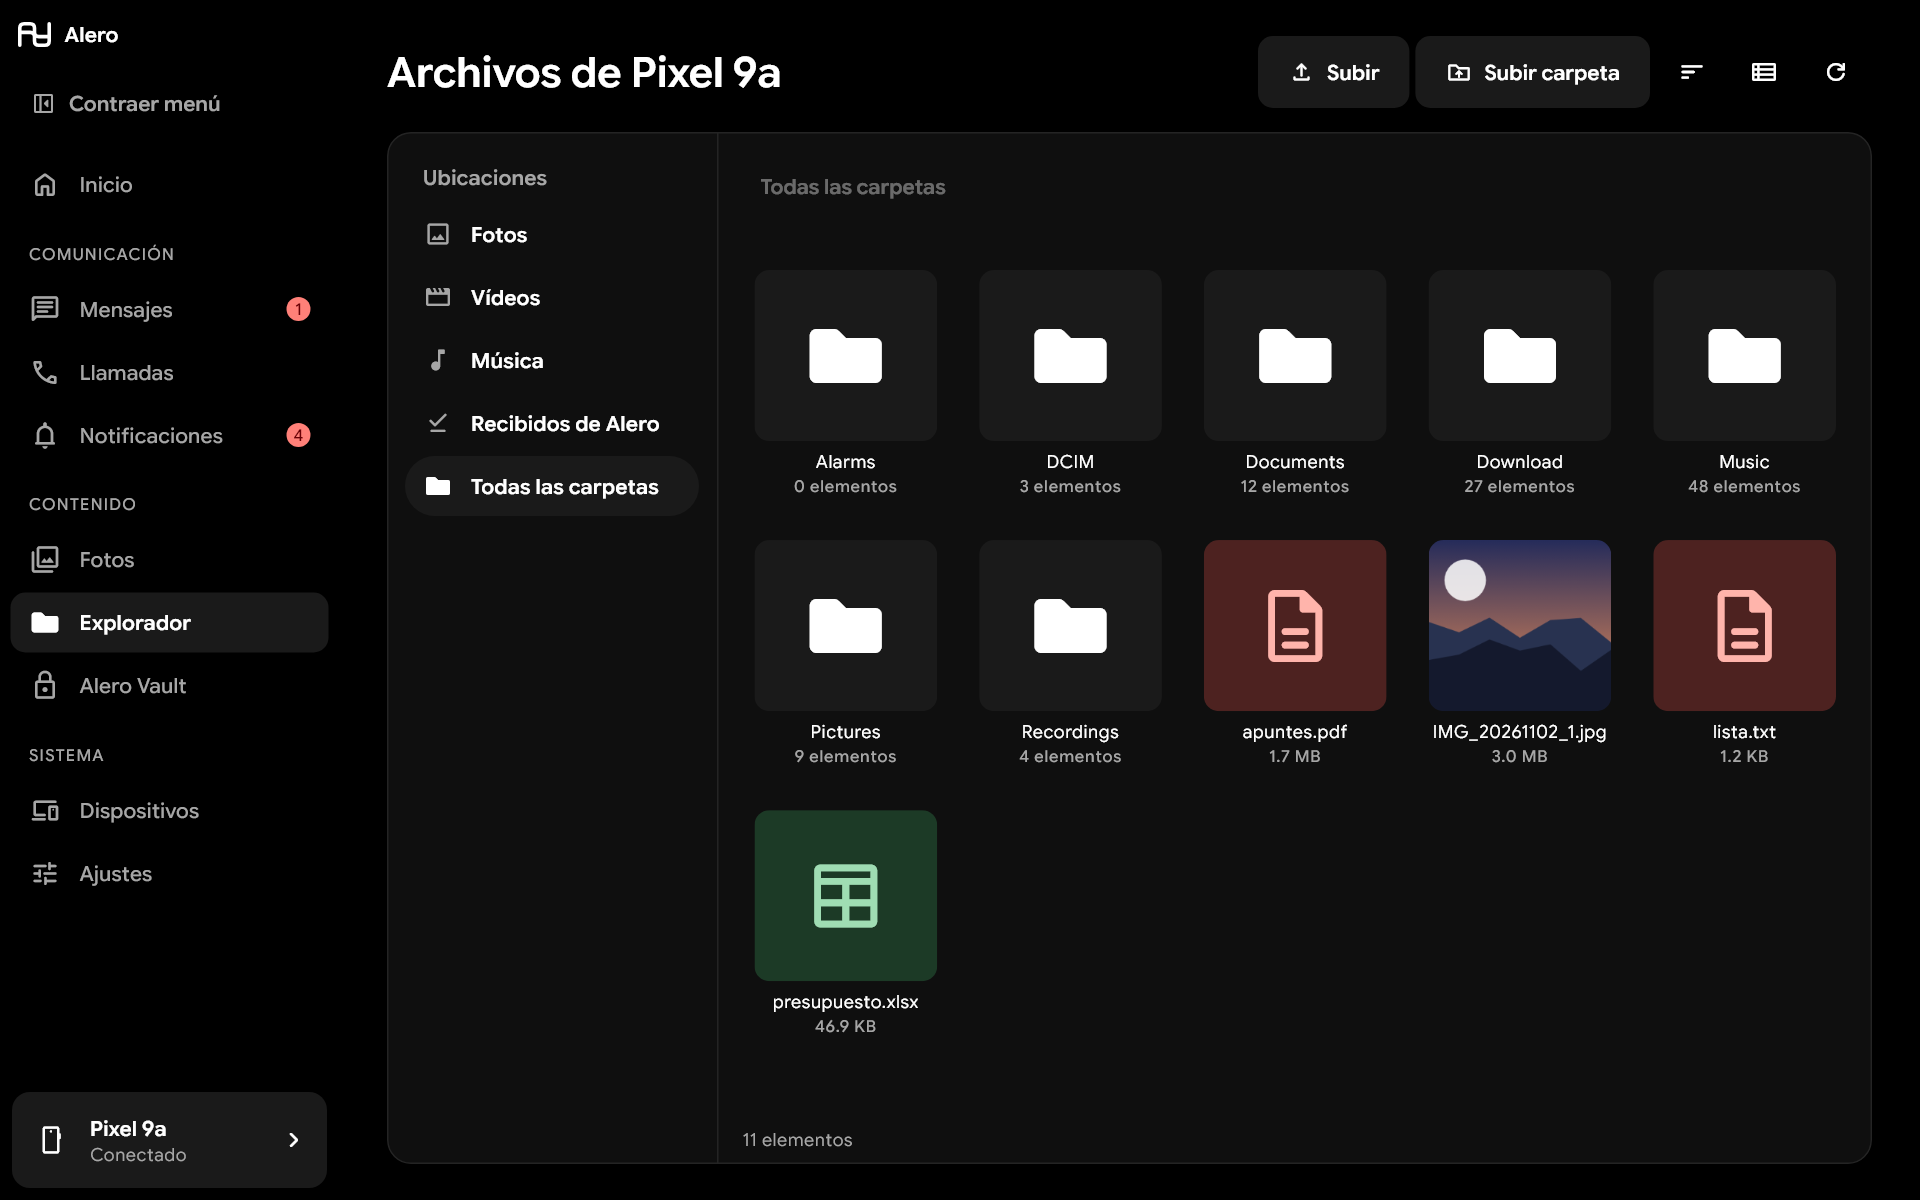 Alero
Contraer menú
Inicio
COMUNICACIÓN
Mensajes 1
Llamadas
Notificaciones 4
CONTENIDO
Fotos
Explorador
Alero Vault
SISTEMA
Dispositivos
Ajustes
Pixel 9a
Conectado
Archivos de Pixel 9a
Subir
Subir carpeta
Ubicaciones
Fotos
Vídeos
Música
Recibidos de Alero
Todas las carpetas
Todas las carpetas
Alarms
0 elementos
DCIM
3 elementos
Documents
12 elementos
Download
27 elementos
Music
48 elementos
Pictures
9 elementos
Recordings
4 elementos
apuntes.pdf
1.7 MB
IMG_20261102_1.jpg
3.0 MB
lista.txt
1.2 KB
presupuesto.xlsx
46.9 KB
11 elementos